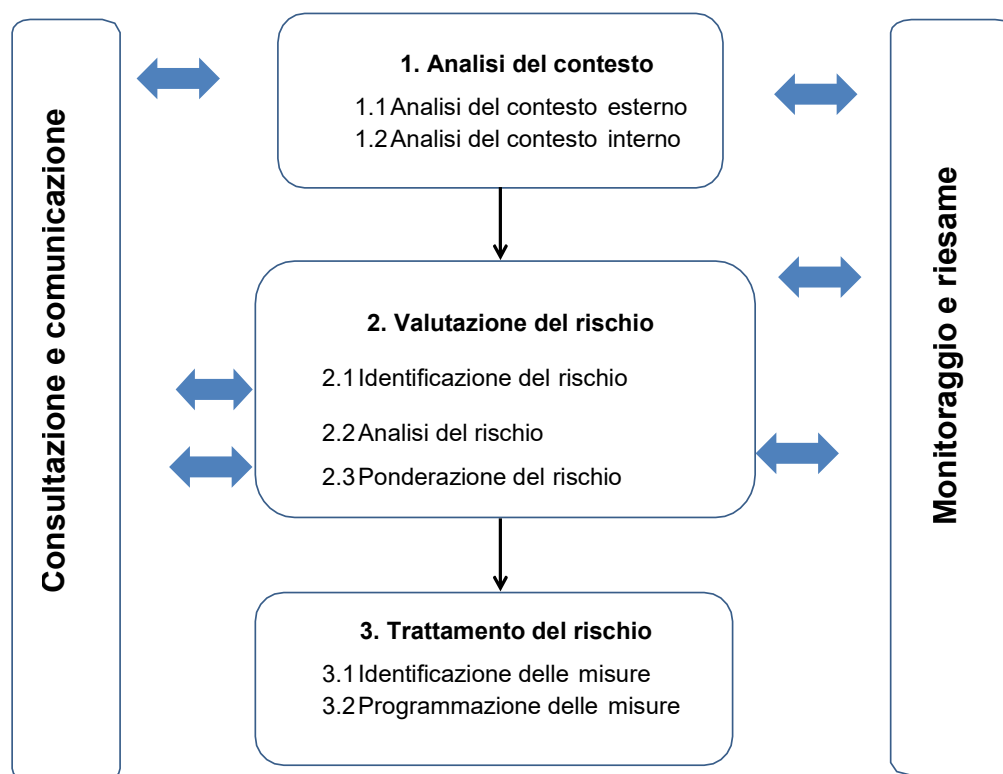 Consultazione e comunicazione
1. Analisi del contesto
1.1 Analisi del contesto esterno
1.2 Analisi del contesto interno
2. Valutazione del rischio
2.1 Identificazione del rischio
2.2 Analisi del rischio
2.3 Ponderazione del rischio
3. Trattamento del rischio
3.1 Identificazione delle misure
3.2 Programmazione delle misure
Monitoraggio e riesame